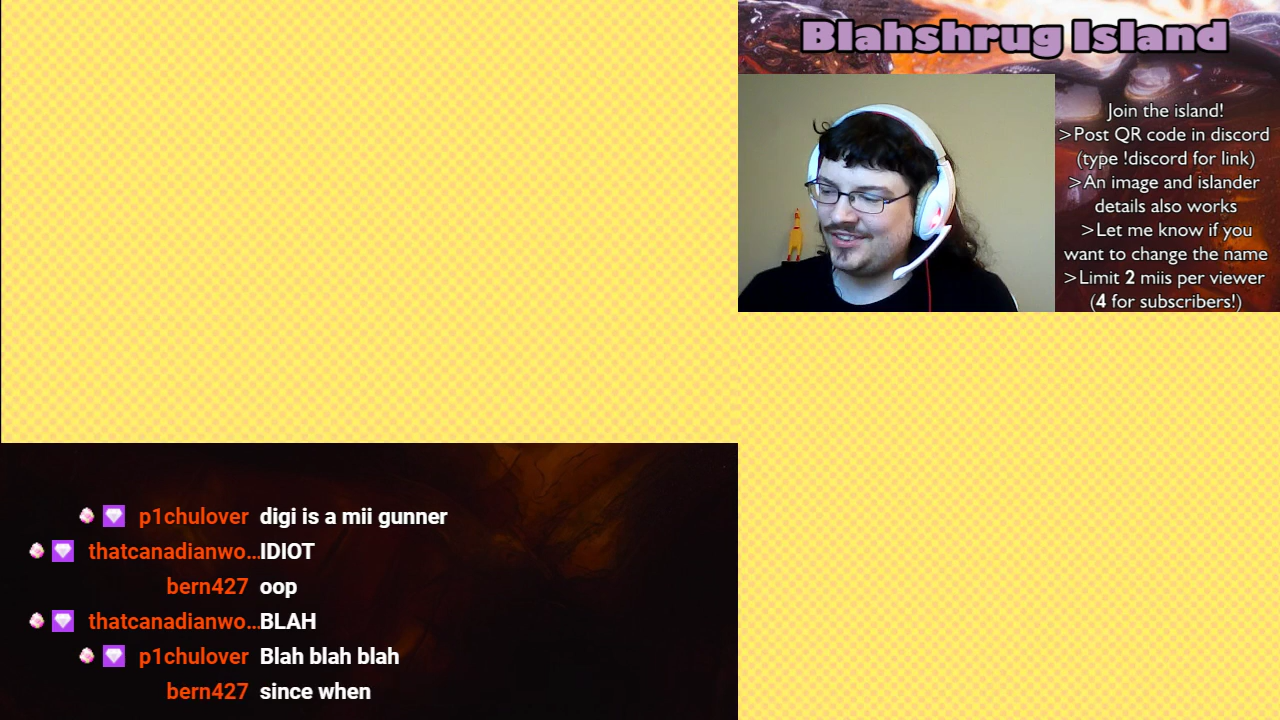 Blahshrug Island
Join the island!
>Post QR code in discord
(type !discord for link)
>An image and islander
details also works
>Let me know if you
want to change the name
>Limit 2 miis per viewer
(4 for subscribers!)
p1chulover digi is a mii gunner
thatcanadianwo...IDIOT
bern427 oop
thatcanadianwo...BLAH
p1chulover Blah blah blah
bern427 since when